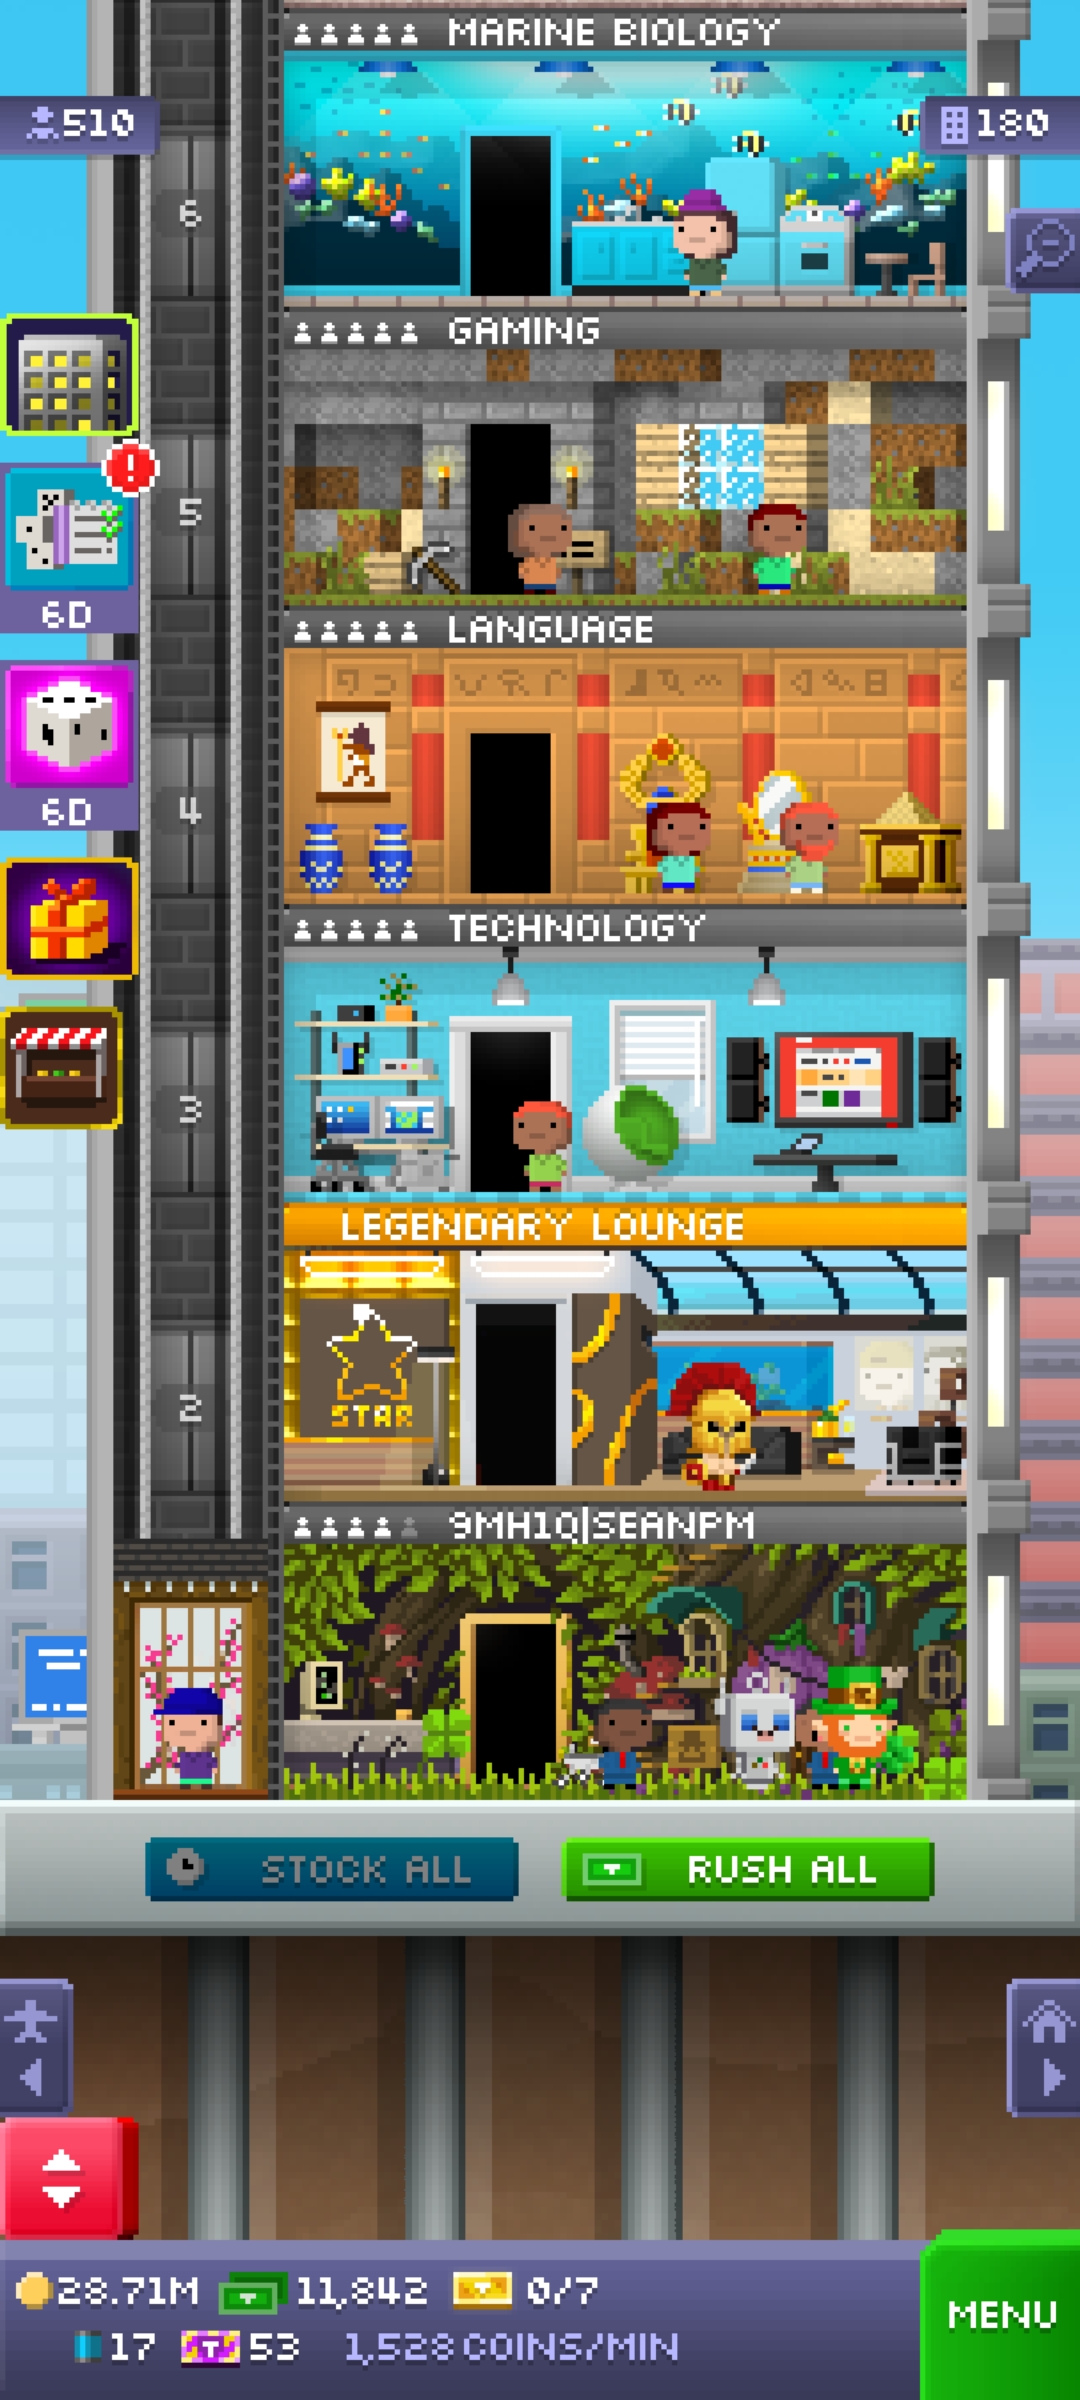 MARINE BIOLOGY
510
180
6
GAMING
5
6D
LANGUAGE
4
6D
TECHNOLOGY
3
LEGENDARY LOUNGE
STAR
2
9MH1Q|SEANPM
STOCK ALL
RUSH ALL
28.71M
11,842
0/7
17
53
1,528 COINS/MIN
MENU